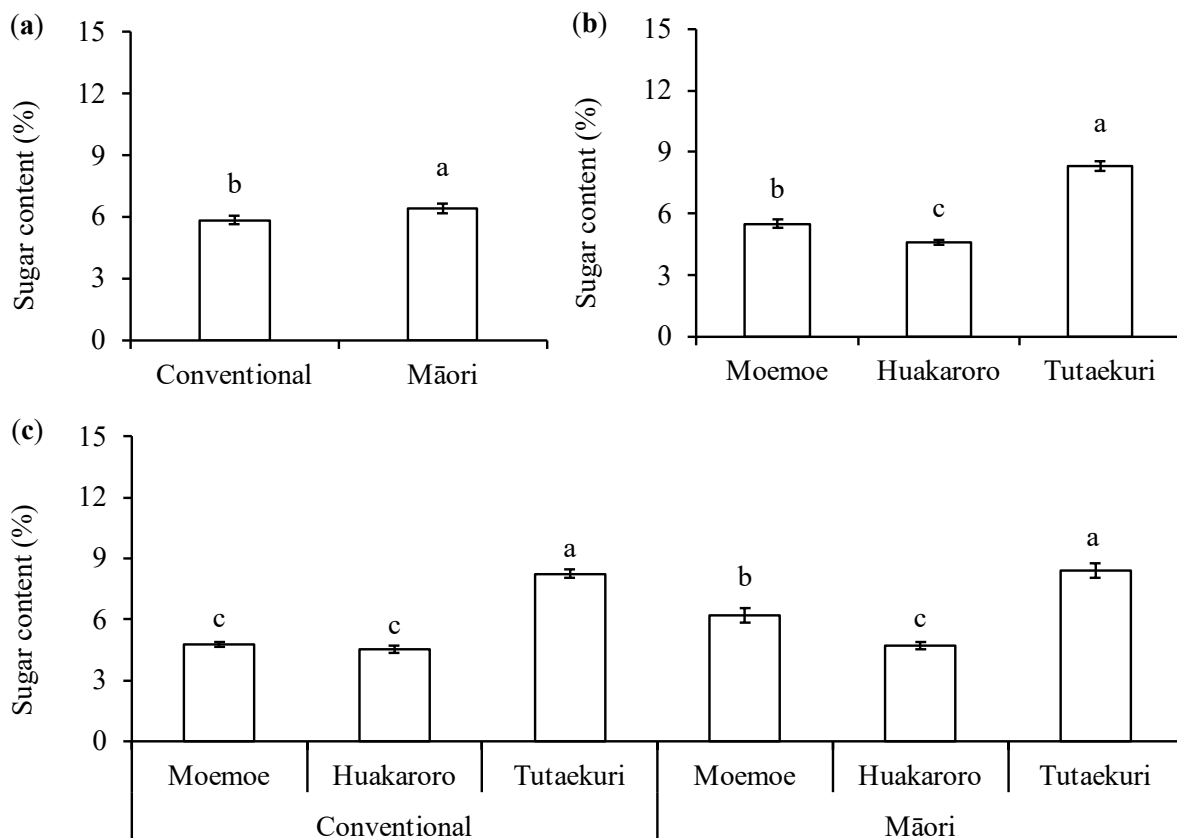 (a)
Sugar content (%)
15
12
9
6
3
0
b
a
Conventional
Māori
(b)
Sugar content (%)
15
12
9
6
3
0
b
c
a
Moemoe
Huakaroro
Tutaekuri
(c)
Sugar content (%)
15
12
9
6
3
0
c
c
a
b
c
a
Moemoe
Huakaroro
Tutaekuri
Moemoe
Huakaroro
Tutaekuri
Conventional
Māori